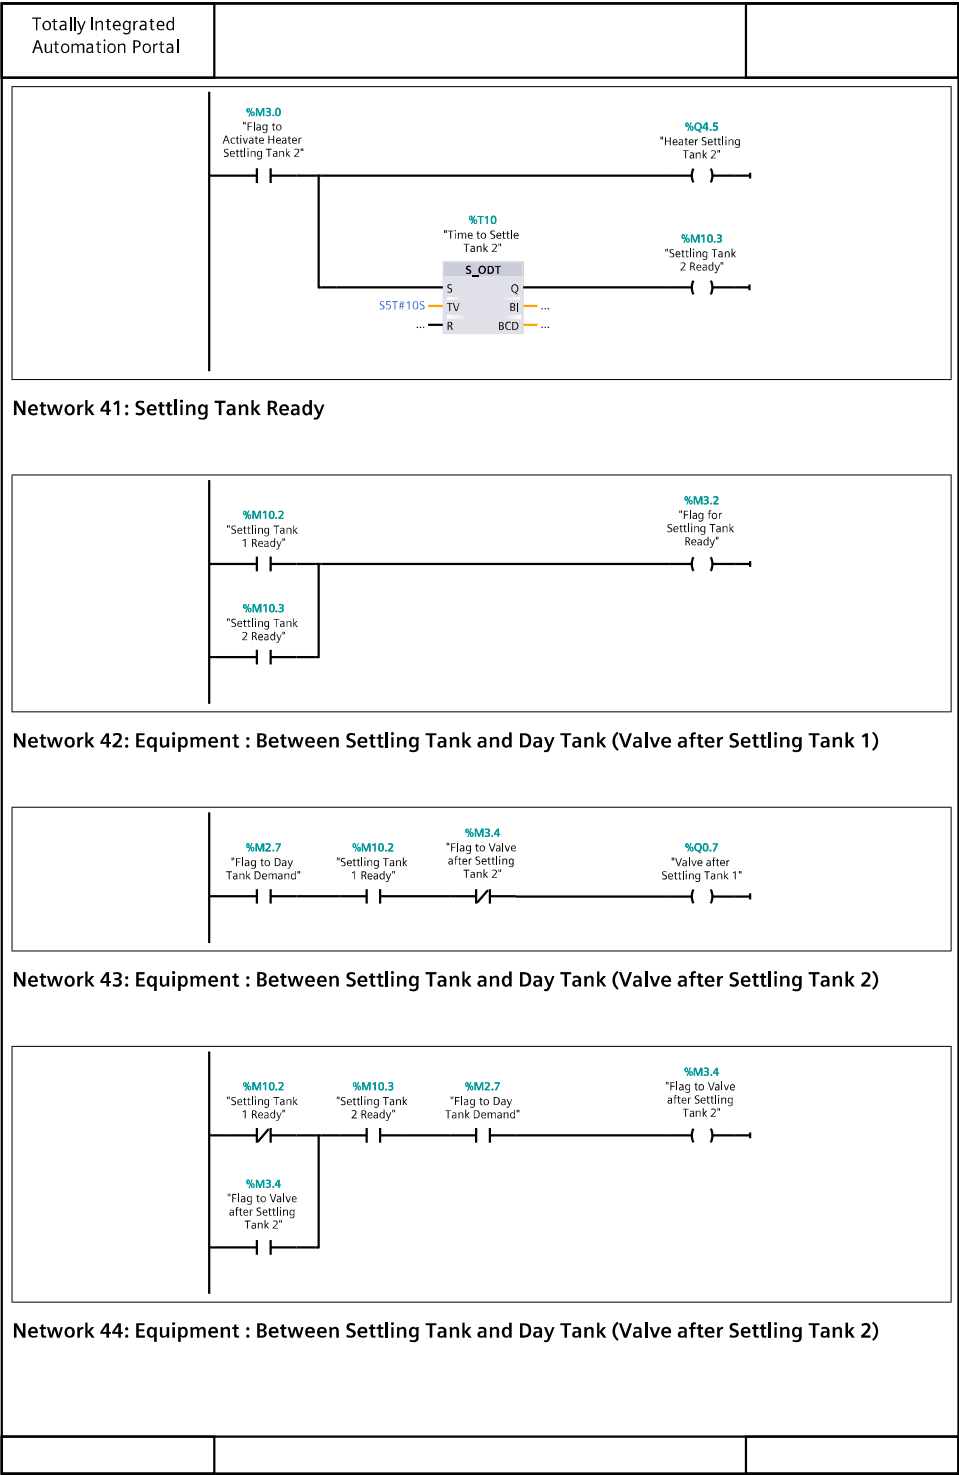 Totally Integrated
Automation Portal
%M3.0
"Flag to
Activate Heater
Settling Tank 2"
%Q4.5
"Heater Settling
Tank 2"
%T10
"Time to Settle
Tank 2"
S_ODT
%M10.3
"Settling Tank
2 Ready"
S Q
S5T#10S TV BI ...
... R BCD ...
Network 41: Settling Tank Ready
%M10.2
"Settling Tank
1 Ready"
%M3.2
"Flag for
Settling Tank
Ready"
%M10.3
"Settling Tank
2 Ready"
Network 42: Equipment : Between Settling Tank and Day Tank (Valve after Settling Tank 1)
%M2.7
"Flag to Day
Tank Demand"
%M10.2
"Settling Tank
1 Ready"
%M3.4
"Flag to Valve
after Settling
Tank 2"
%Q0.7
"Valve after
Settling Tank 1"
Network 43: Equipment : Between Settling Tank and Day Tank (Valve after Settling Tank 2)
%M10.2
"Settling Tank
1 Ready"
%M10.3
"Settling Tank
2 Ready"
%M2.7
"Flag to Day
Tank Demand"
%M3.4
"Flag to Valve
after Settling
Tank 2"
%M3.4
"Flag to Valve
after Settling
Tank 2"
Network 44: Equipment : Between Settling Tank and Day Tank (Valve after Settling Tank 2)